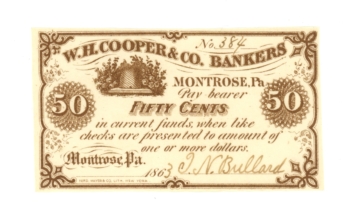 No. 384
W.H. COOPER & CO. BANKERS
MONTROSE, Pa
Pay bearer
50 FIFTY CENTS 50
in current funds, when like
checks are presented to amount of
one or more dollars.
Montrose, Pa. 1863 I. N. Bullard